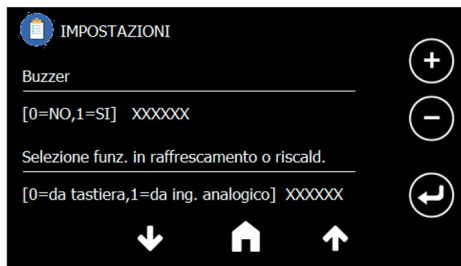 IMPOSTAZIONI
Buzzer
[0=NO,1=SI] XXXXXX
Selezione funz. in raffrescamento o riscald.
[0=da tastiera,1=da ing. analogico] XXXXXX